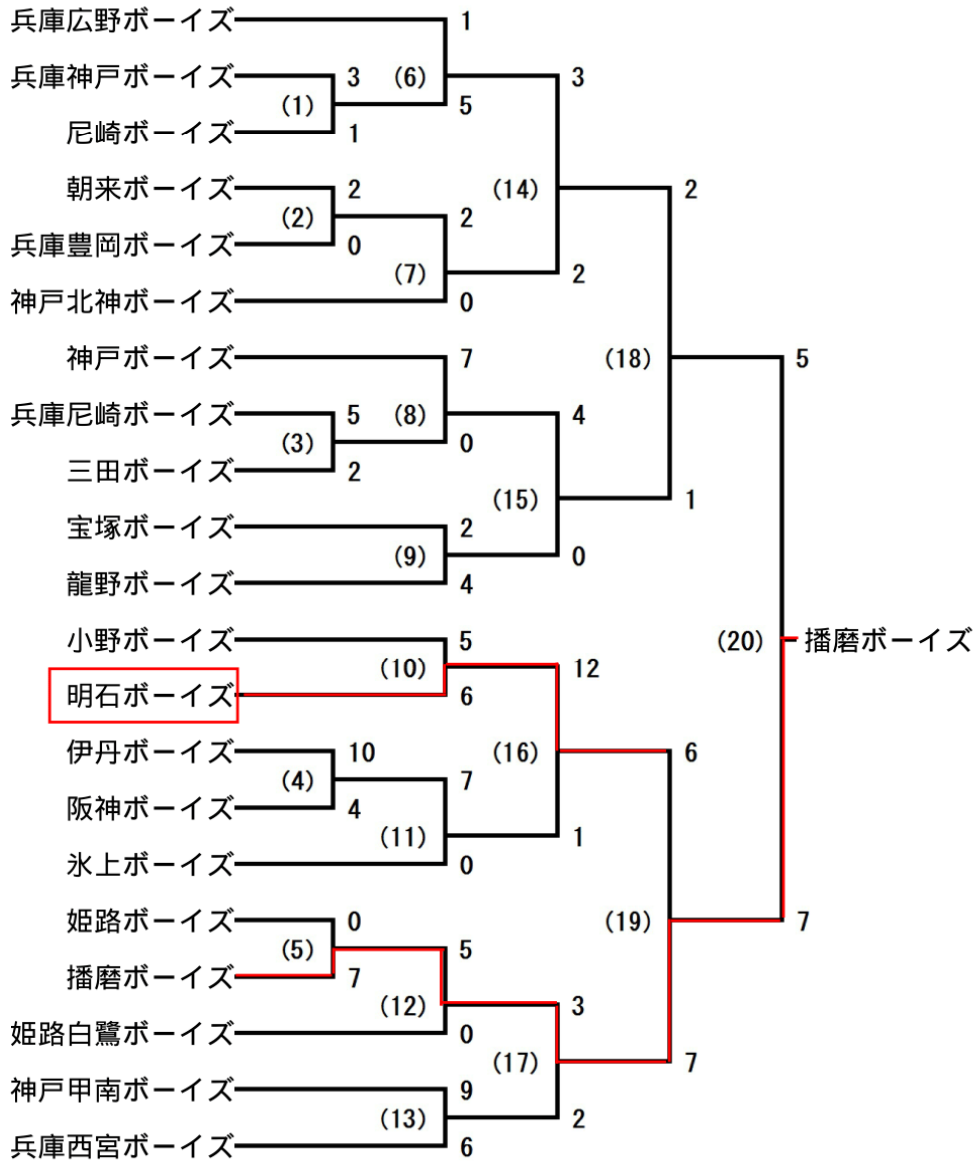 兵庫広野ボーイズ 1
兵庫神戸ボーイズ 3 (6) 3
(1) 5
尼崎ボーイズ 1
朝来ボーイズ 2 (14) 2
(2) 2
兵庫豊岡ボーイズ 0
(7) 2
神戸北神ボーイズ 0
神戸ボーイズ 7 (18) 5
兵庫尼崎ボーイズ 5 (8) 4
(3) 0
三田ボーイズ 2
(15) 1
宝塚ボーイズ 2
(9) 0
龍野ボーイズ 4
小野ボーイズ 5 (20) 播磨ボーイズ
(10) 12
明石ボーイズ 6
伊丹ボーイズ 10 (16) 6
(4) 7
阪神ボーイズ 4
(11) 1
氷上ボーイズ 0
姫路ボーイズ 0 (19) 7
(5) 5
播磨ボーイズ 7
(12) 3
姫路白鷺ボーイズ 0
(17) 7
神戸甲南ボーイズ 9
(13) 2
兵庫西宮ボーイズ 6